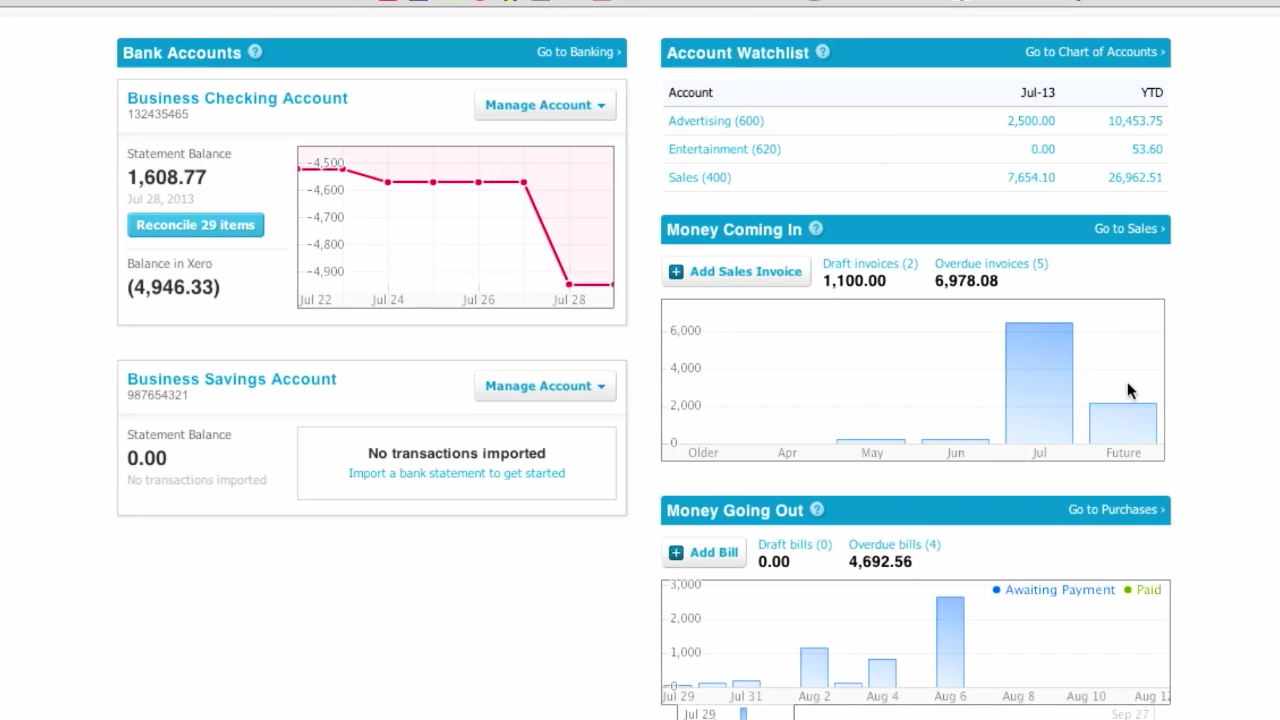 Bank Accounts ?
Go to Banking ›
Business Checking Account
132435465
Manage Account
Statement Balance
1,608.77
Jul 28, 2013
Reconcile 29 items
Balance in Xero
(4,946.33)
-4,500
-4,600
-4,700
-4,800
-4,900
Jul 22 Jul 24 Jul 26 Jul 28
Business Savings Account
987654321
Manage Account
Statement Balance
0.00
No transactions imported
No transactions imported
Import a bank statement to get started
Account Watchlist ?
Go to Chart of Accounts ›
Account Jul-13 YTD
Advertising (600) 2,500.00 10,453.75
Entertainment (620) 0.00 53.60
Sales (400) 7,654.10 26,962.51
Money Coming In ?
Go to Sales ›
Add Sales Invoice
Draft invoices (2)
1,100.00
Overdue invoices (5)
6,978.08
6,000
4,000
2,000
0
Older Apr May Jun Jul Future
Money Going Out ?
Go to Purchases ›
Add Bill
Draft bills (0)
0.00
Overdue bills (4)
4,692.56
Awaiting Payment Paid
3,000
2,000
1,000
0
Jul 29 Jul 31 Aug 2 Aug 4 Aug 6 Aug 8 Aug 10 Aug 12
Jul 29 Sep 27